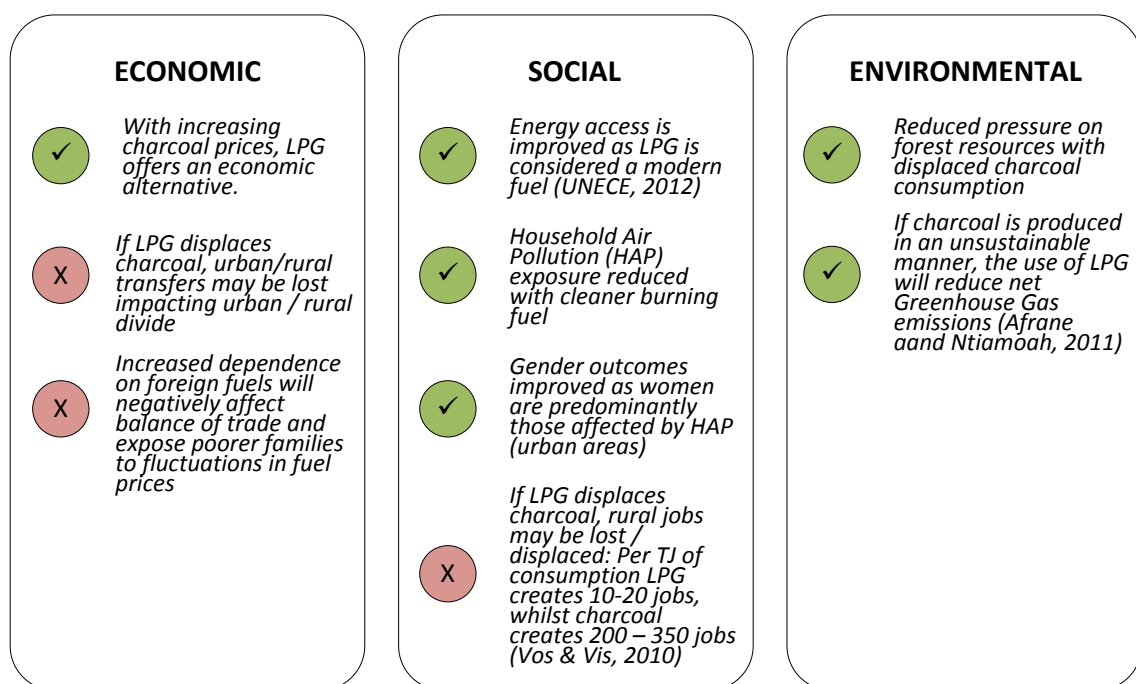 ECONOMIC
✓
With increasing
charcoal prices, LPG
offers an economic
alternative.
X
If LPG displaces
charcoal, urban/rural
transfers may be lost
impacting urban / rural
divide
X
Increased dependence
on foreign fuels will
negatively affect
balance of trade and
expose poorer families
to fluctuations in fuel
prices
SOCIAL
✓
Energy access is
improved as LPG is
considered a modern
fuel (UNECE, 2012)
✓
Household Air
Pollution (HAP)
exposure reduced
with cleaner burning
fuel
✓
Gender outcomes
improved as women
are predominantly
those affected by HAP
(urban areas)
X
If LPG displaces
charcoal, rural jobs
may be lost /
displaced: Per TJ of
consumption LPG
creates 10-20 jobs,
whilst charcoal
creates 200 – 350 jobs
(Vos & Vis, 2010)
ENVIRONMENTAL
✓
Reduced pressure on
forest resources with
displaced charcoal
consumption
✓
If charcoal is produced
in an unsustainable
manner, the use of LPG
will reduce net
Greenhouse Gas
emissions (Afrane
aand Ntiamoah, 2011)